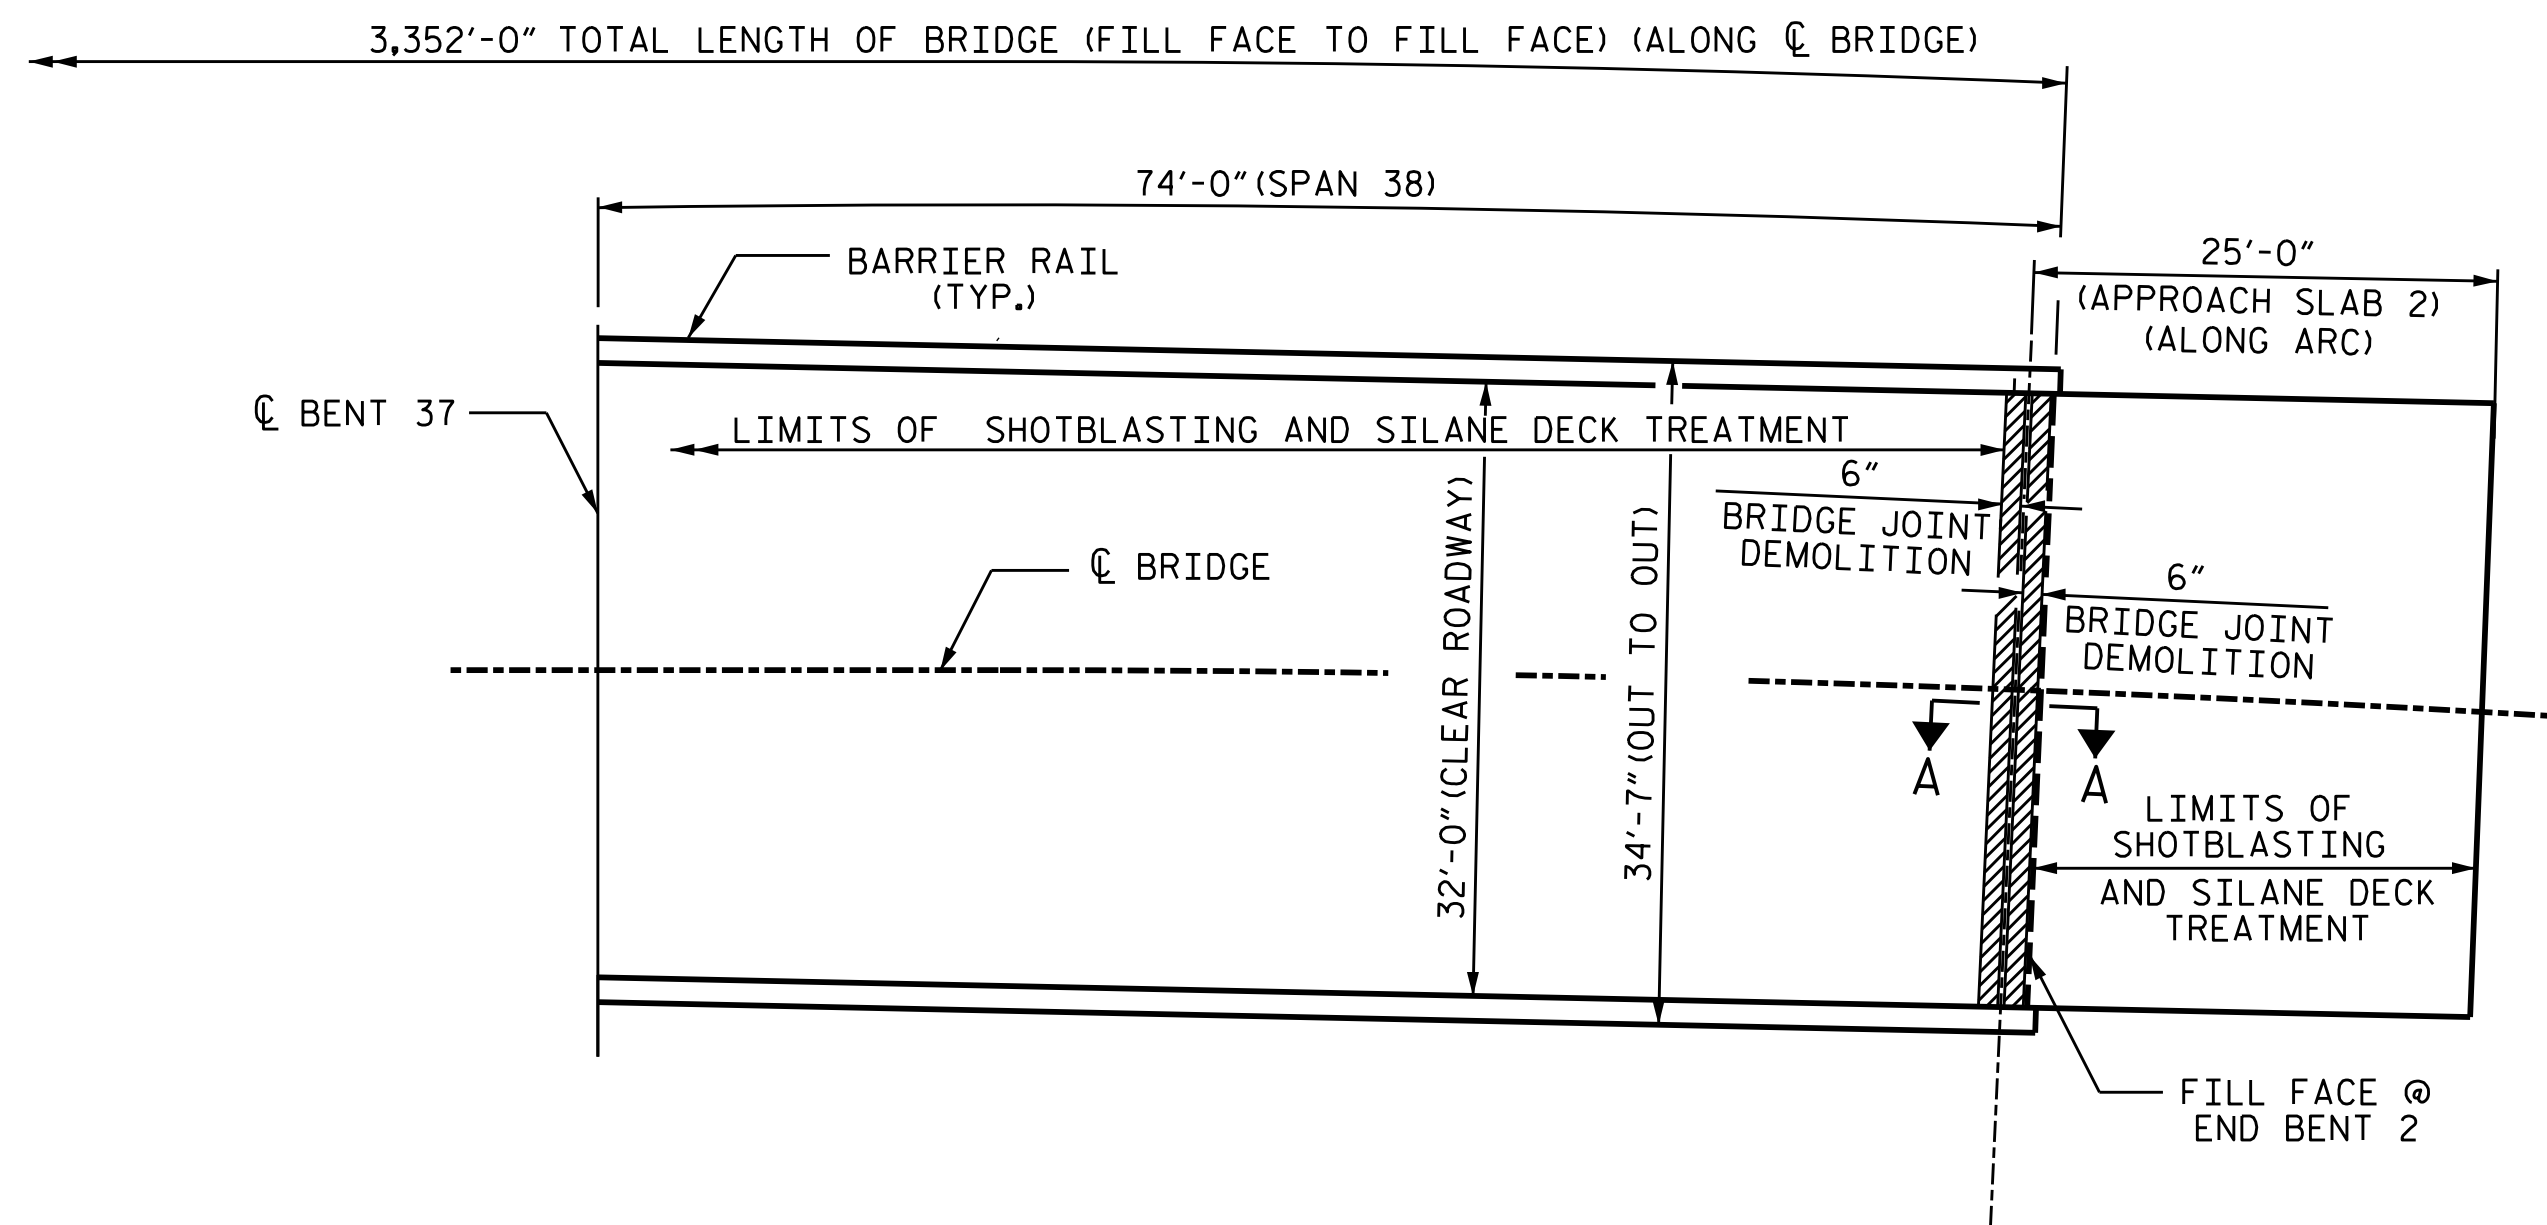 3,352'-0" TOTAL LENGTH OF BRIDGE (FILL FACE TO FILL FACE) (ALONG ℄ BRIDGE)
74'-0" (SPAN 38)
25'-0"
(APPROACH SLAB 2)
(ALONG ARC)
BARRIER RAIL
(TYP.)
℄ BENT 37
LIMITS OF SHOTBLASTING AND SILANE DECK TREATMENT
6"
BRIDGE JOINT
DEMOLITION
℄ BRIDGE
32'-0" (CLEAR ROADWAY)
34'-7" (OUT TO OUT)
6"
BRIDGE JOINT
DEMOLITION
A
A
LIMITS OF
SHOTBLASTING
AND SILANE DECK
TREATMENT
FILL FACE @
END BENT 2